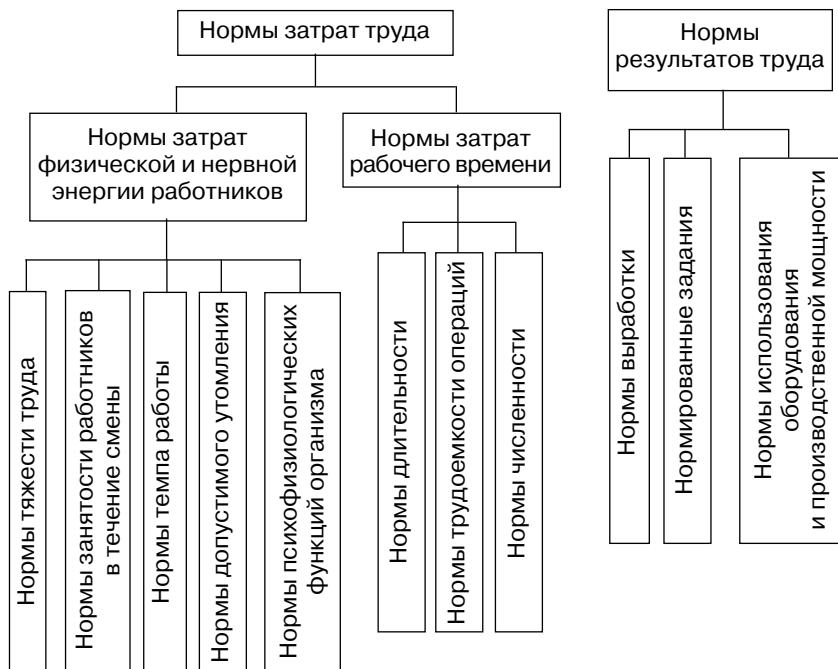 Нормы затрат труда
Нормы
результатов труда
Нормы затрат
физической и нервной
энергии работников
Нормы затрат
рабочего времени
Нормы тяжести труда
Нормы занятости работников
в течение смены
Нормы темпа работы
Нормы допустимого утомления
Нормы психофизиологических
функций организма
Нормы длительности
Нормы трудоемкости операций
Нормы численности
Нормы выработки
Нормированные задания
Нормы использования
оборудования
и производственной мощности